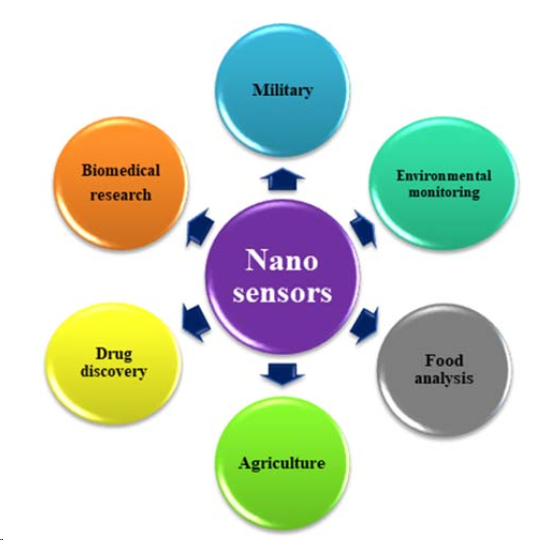 Military
Biomedical
research
Environmental
monitoring
Nano
sensors
Drug
discovery
Food
analysis
Agriculture